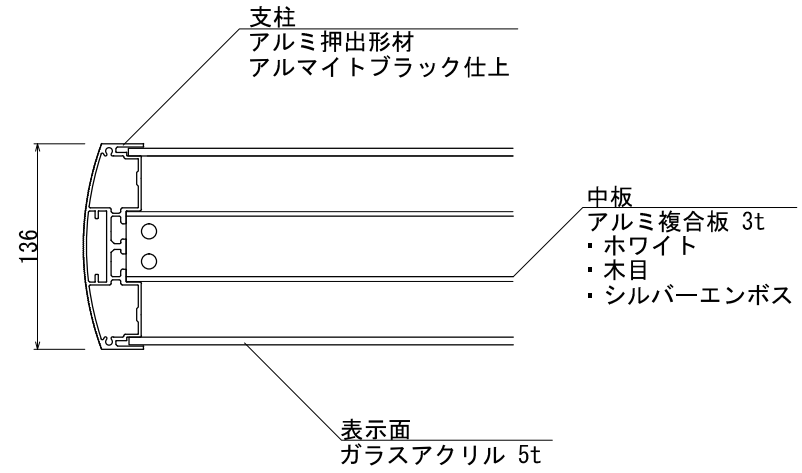 支柱
アルミ押出形材
アルマイトブラック仕上
136
中板
アルミ複合板 3t
・ホワイト
・木目
・シルバーエンボス
表示面
ガラスアクリル 5t